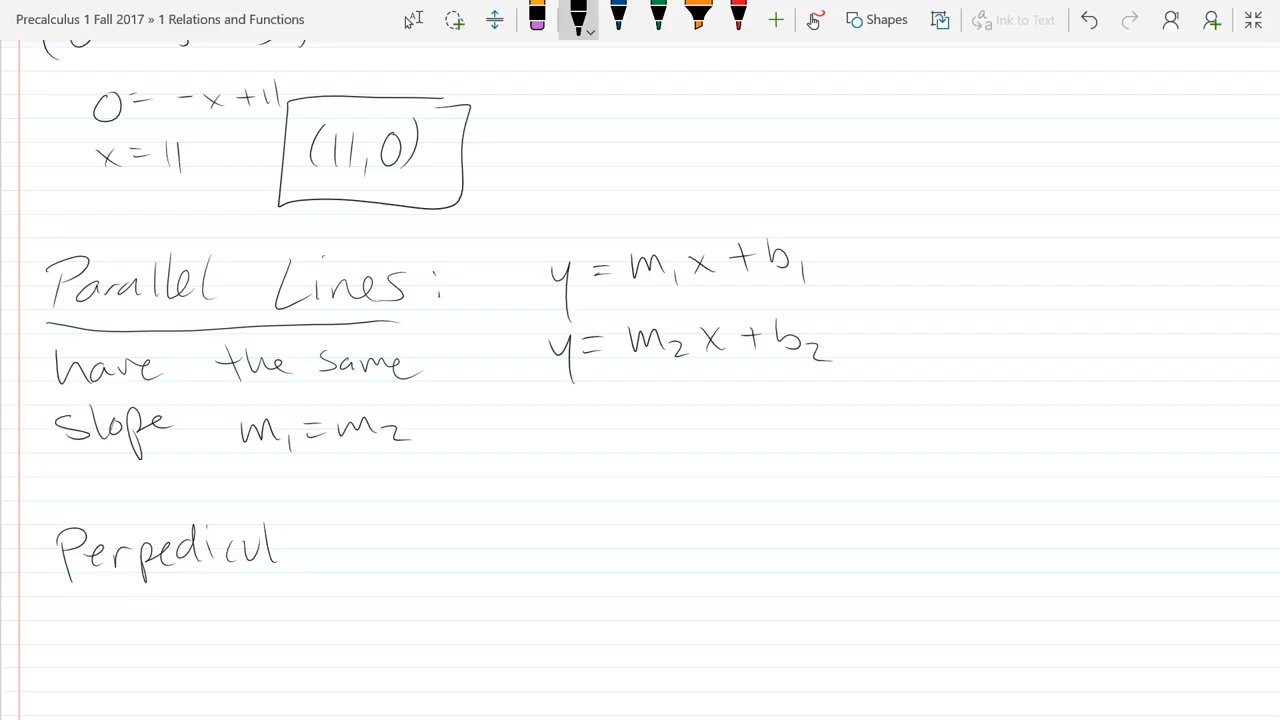 Precalculus 1 Fall 2017 » 1 Relations and Functions
Shapes
Ink to Text
0 = -x + 11
x = 11
(11, 0)
Parallel Lines:
y = m₁x + b₁
y = m₂x + b₂
have the same
slope m₁ = m₂
Perpedicul